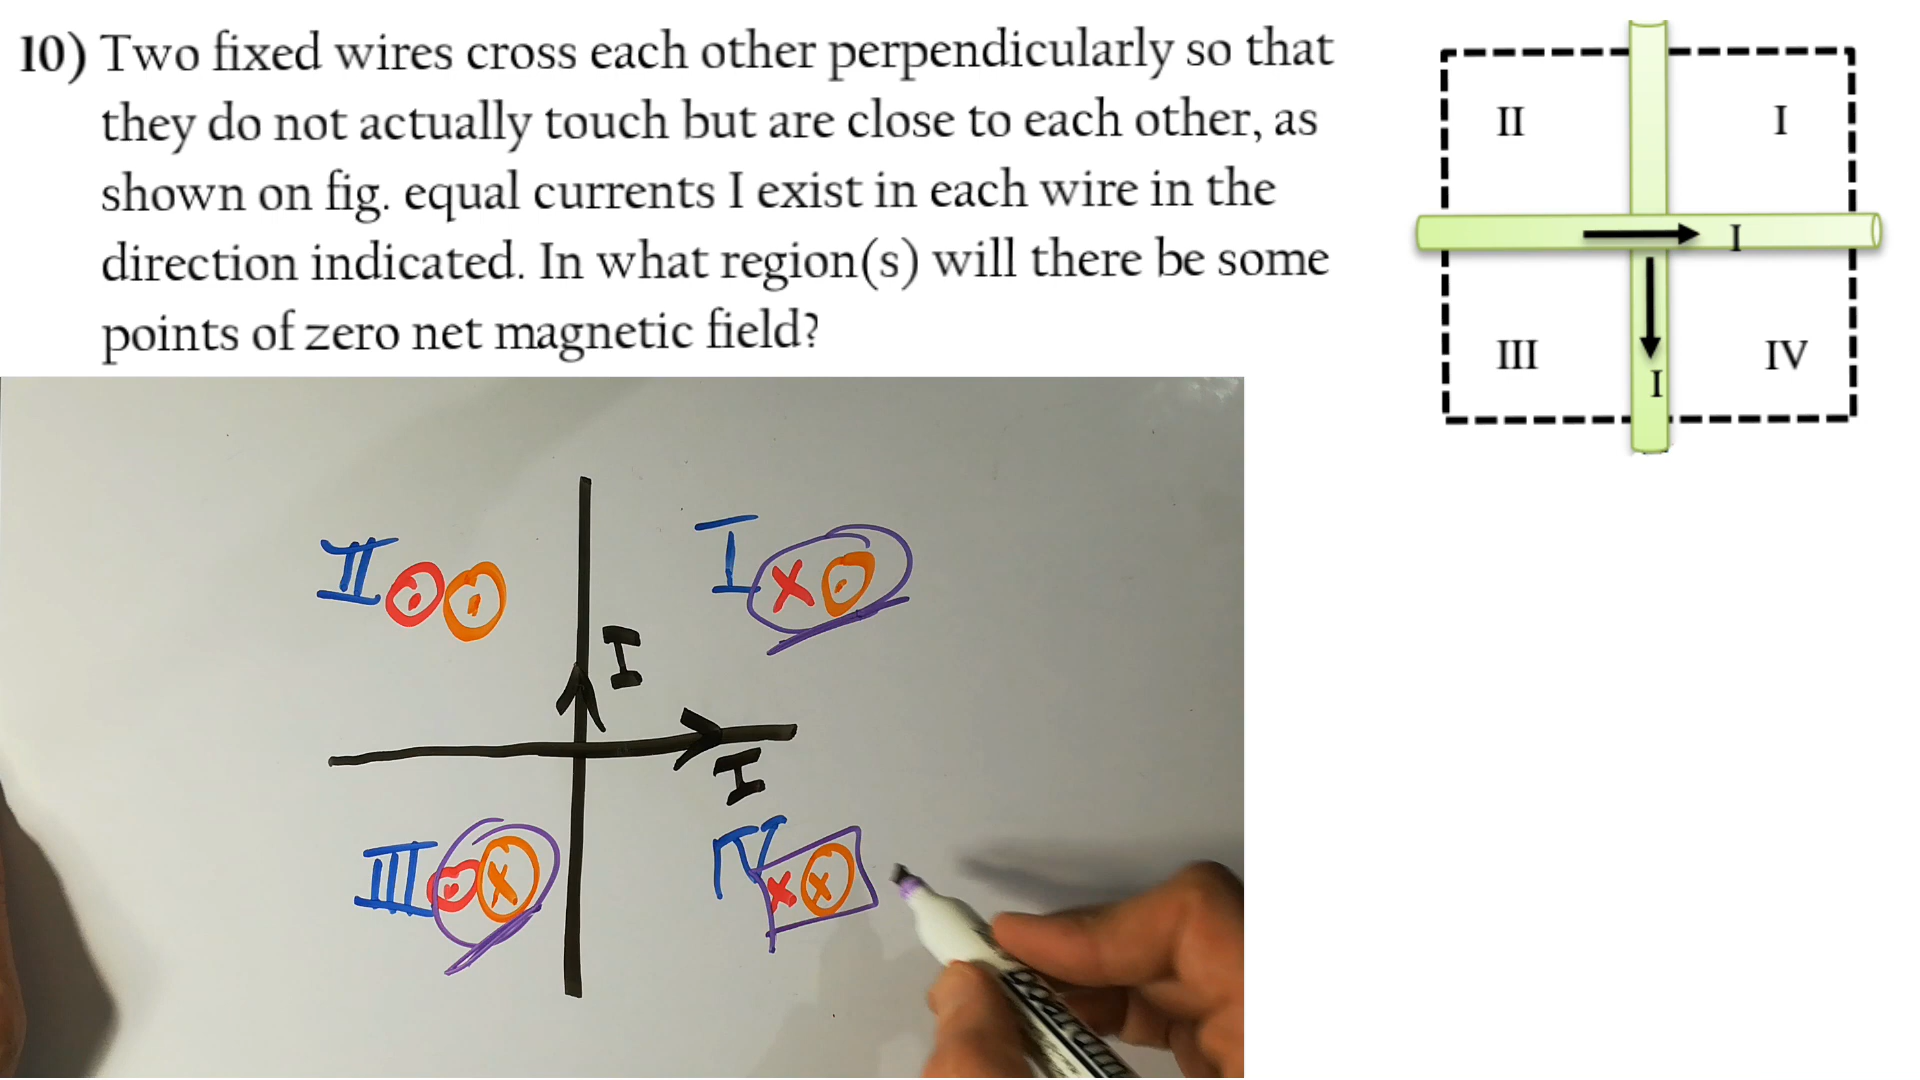 10) Two fixed wires cross each other perpendicularly so that
they do not actually touch but are close to each other, as
shown on fig. equal currents I exist in each wire in the
direction indicated. In what region(s) will there be some
points of zero net magnetic field?
II I
I
III IV
I
II I
I
I
III IV